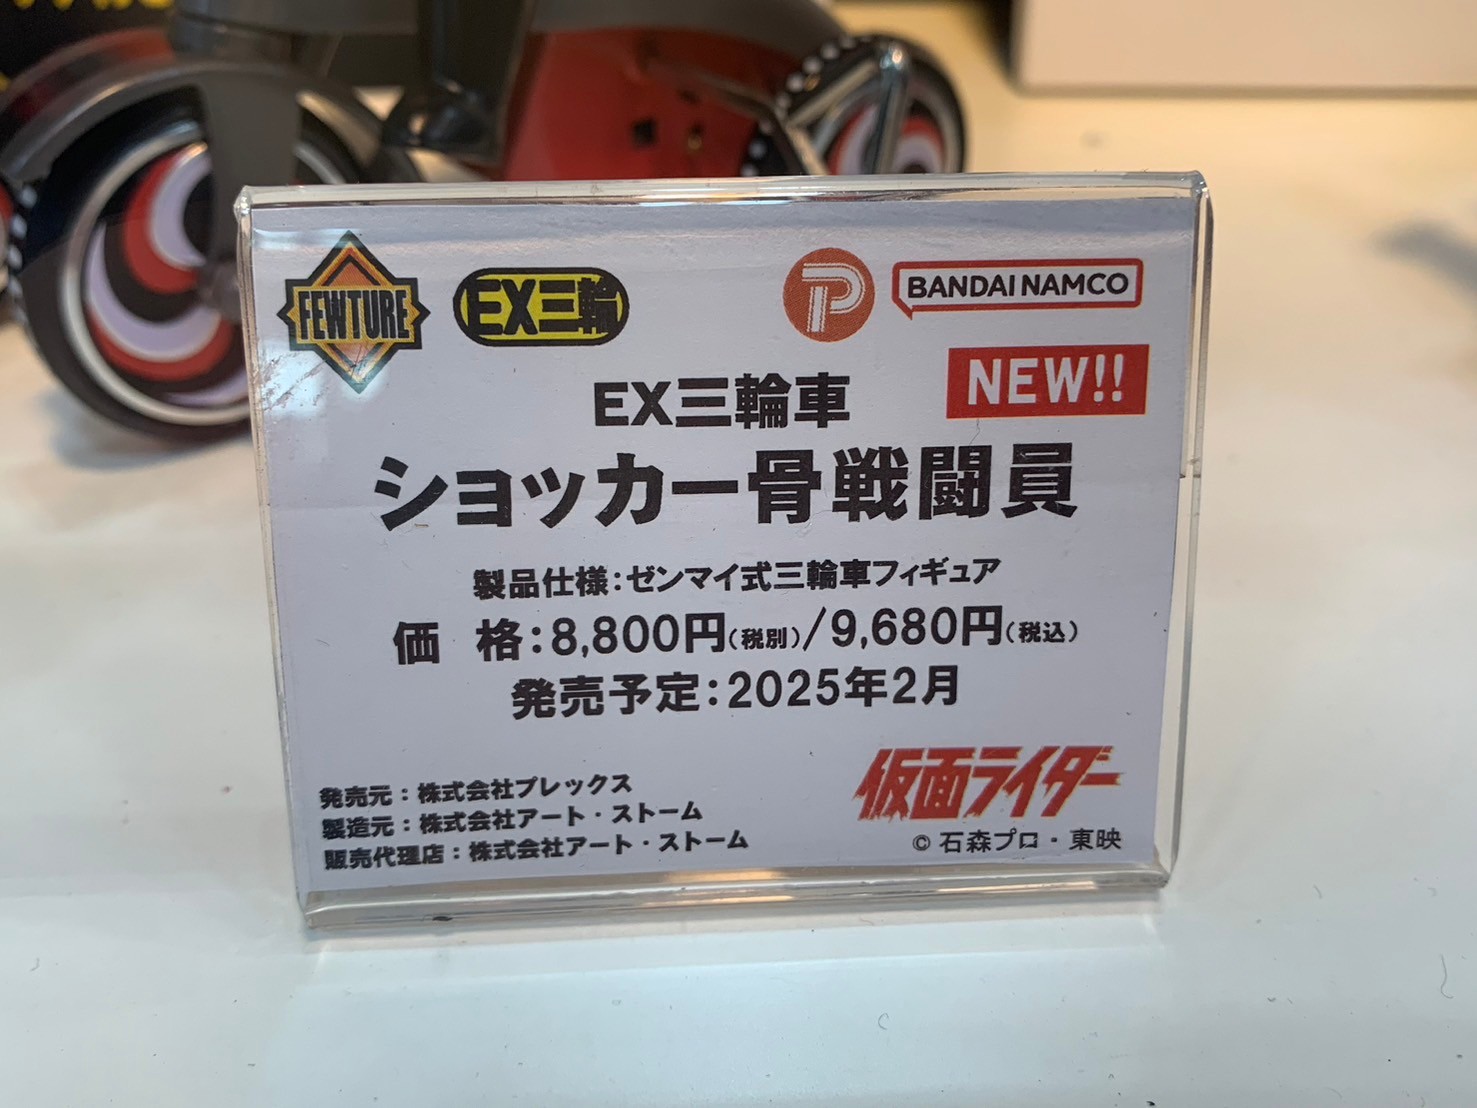 FEWTURE
EX三輪
P
BANDAI NAMCO
NEW!!
EX三輪車
ショッカー骨戦闘員
製品仕様：ゼンマイ式三輪車フィギュア
価 格：8,800円（税別）/9,680円（税込）
発売予定：2025年2月
発売元：株式会社プレックス
製造元：株式会社アート・ストーム
販売代理店：株式会社アート・ストーム
仮面ライダー
© 石森プロ・東映